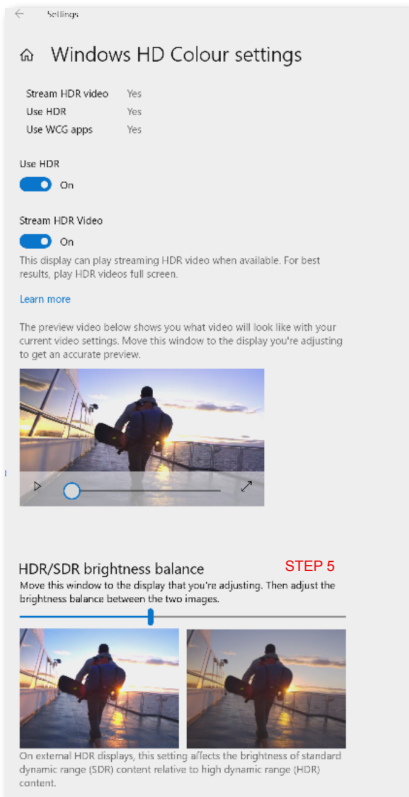 Settings
Windows HD Colour settings
Stream HDR video Yes
Use HDR Yes
Use WCG apps Yes
Use HDR
On
Stream HDR Video
On
This display can play streaming HDR video when available. For best
results, play HDR videos full screen.
Learn more
The preview video below shows you what video will look like with your
current video settings. Move this window to the display you're adjusting
to get an accurate preview.
HDR/SDR brightness balance STEP 5
Move this window to the display that you're adjusting. Then adjust the
brightness balance between the two images.
On external HDR displays, this setting affects the brightness of standard
dynamic range (SDR) content relative to high dynamic range (HDR)
content.